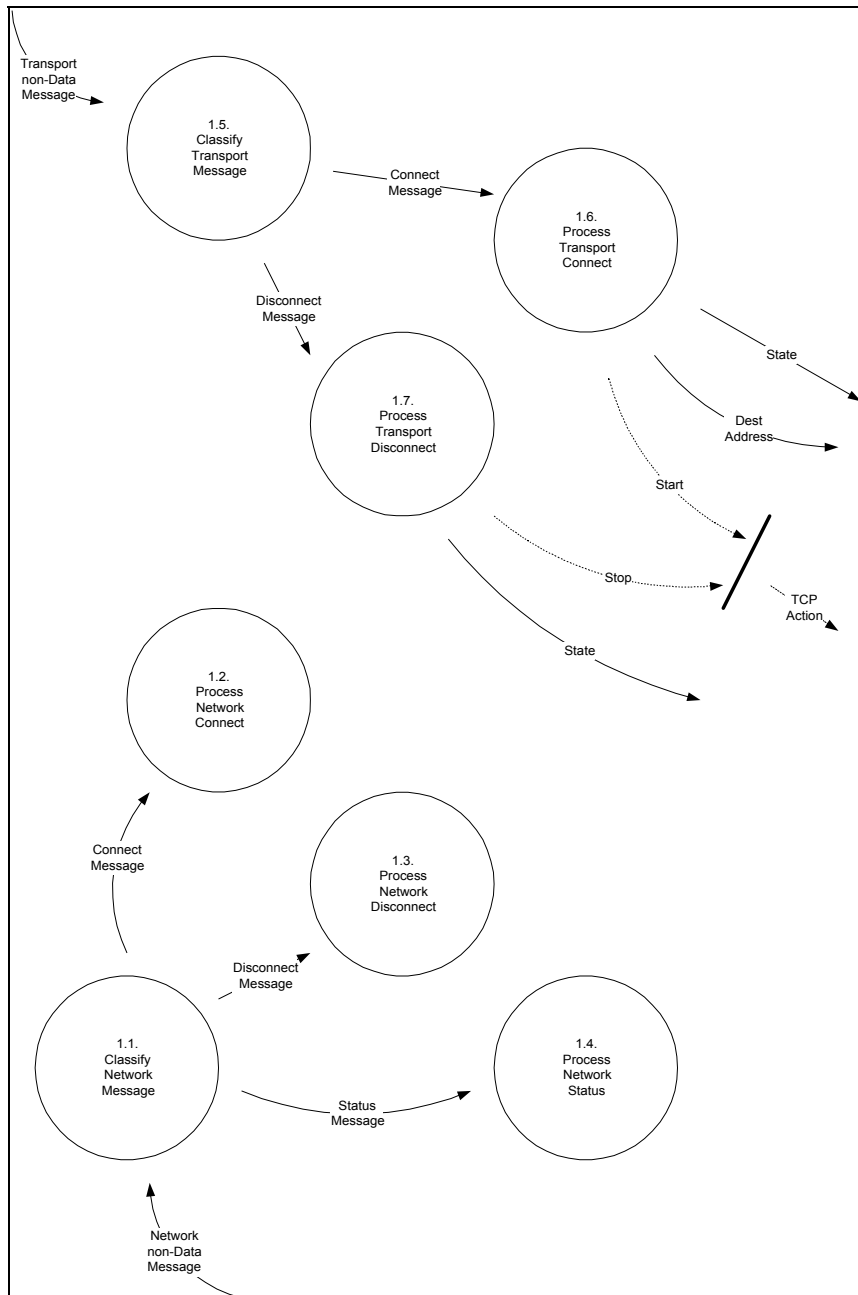 Transport
non-Data
Message
1.5.
Classify
Transport
Message
Connect
Message
1.6.
Process
Transport
Connect
Disconnect
Message
State
1.7.
Process
Transport
Disconnect
Dest
Address
Start
Stop
TCP
Action
State
1.2.
Process
Network
Connect
Connect
Message
1.3.
Process
Network
Disconnect
Disconnect
Message
1.1.
Classify
Network
Message
Status
Message
1.4.
Process
Network
Status
Network
non-Data
Message